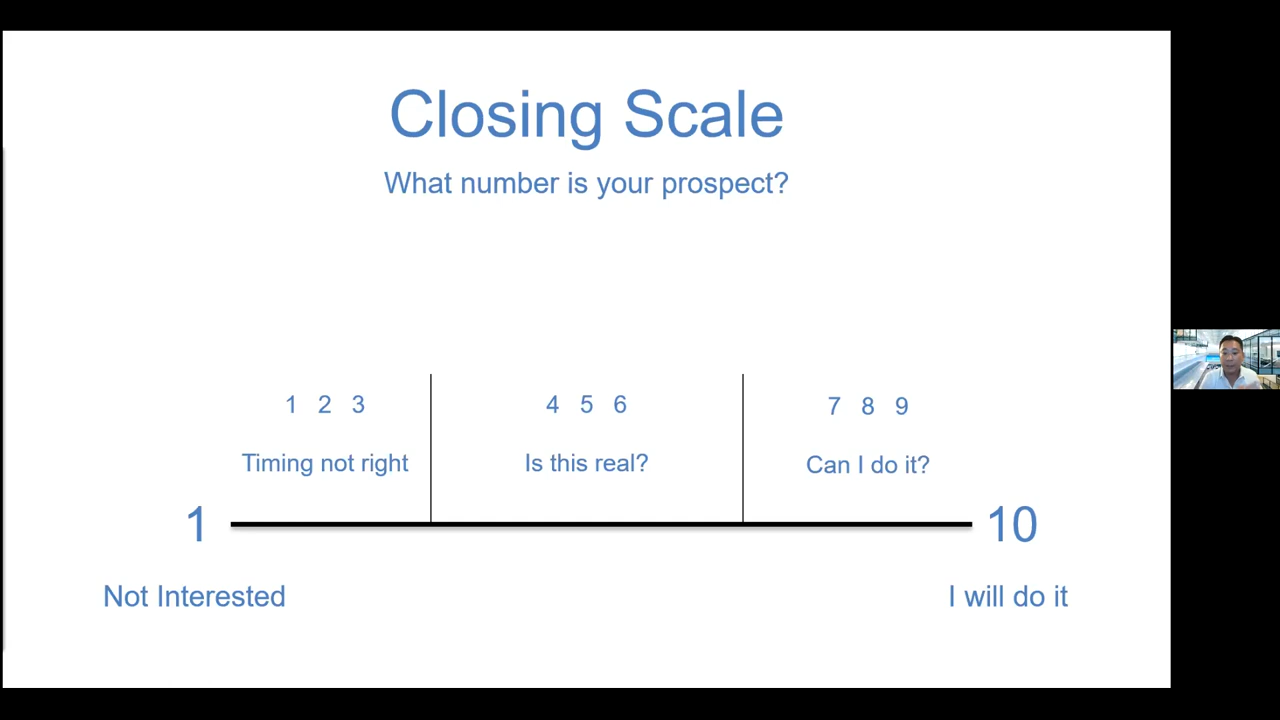 Closing Scale
What number is your prospect?
1 2 3
4 5 6
7 8 9
Timing not right
Is this real?
Can I do it?
1
10
Not Interested
I will do it